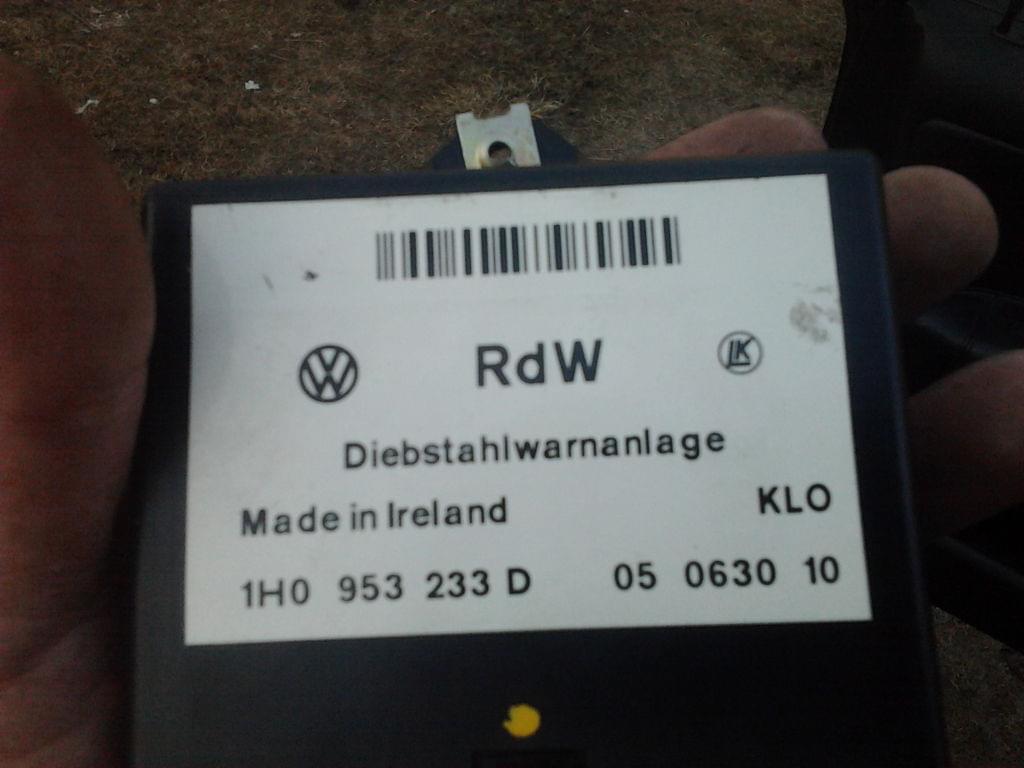 RdW
Diebstahlwarnanlage
Made in Ireland KLO
1H0 953 233 D 05 0630 10